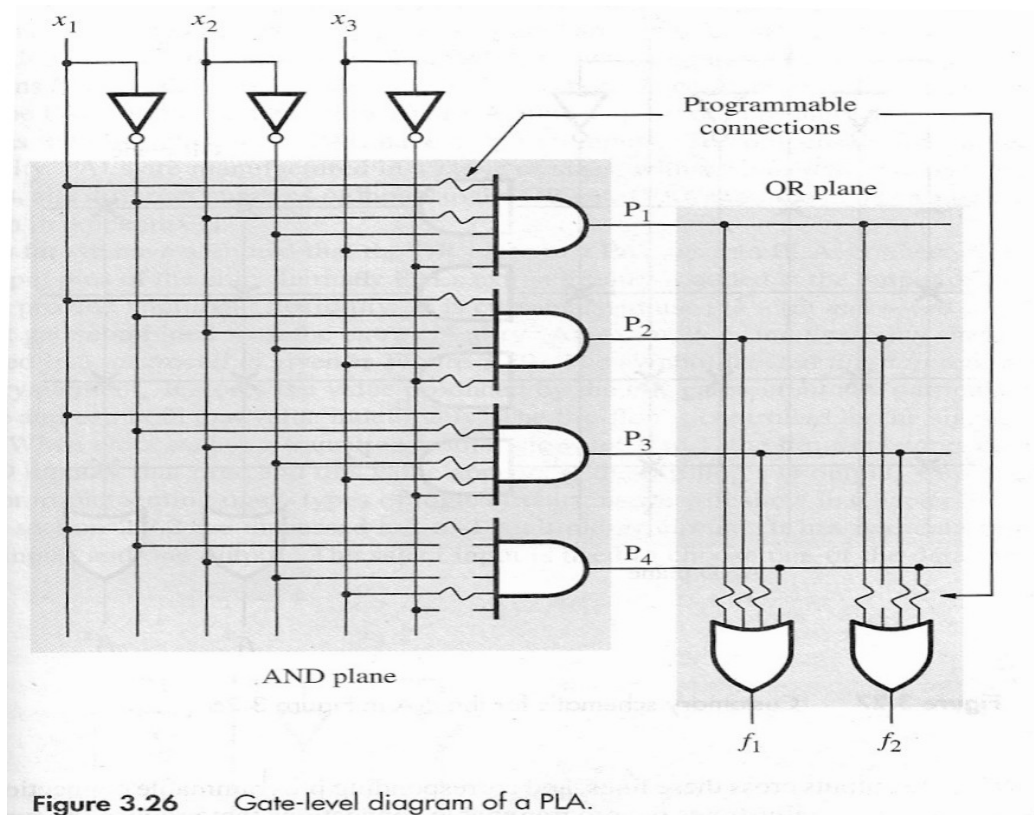 x1 x2 x3
Programmable
connections
OR plane
P1
P2
P3
P4
AND plane
f1 f2
Figure 3.26 Gate-level diagram of a PLA.